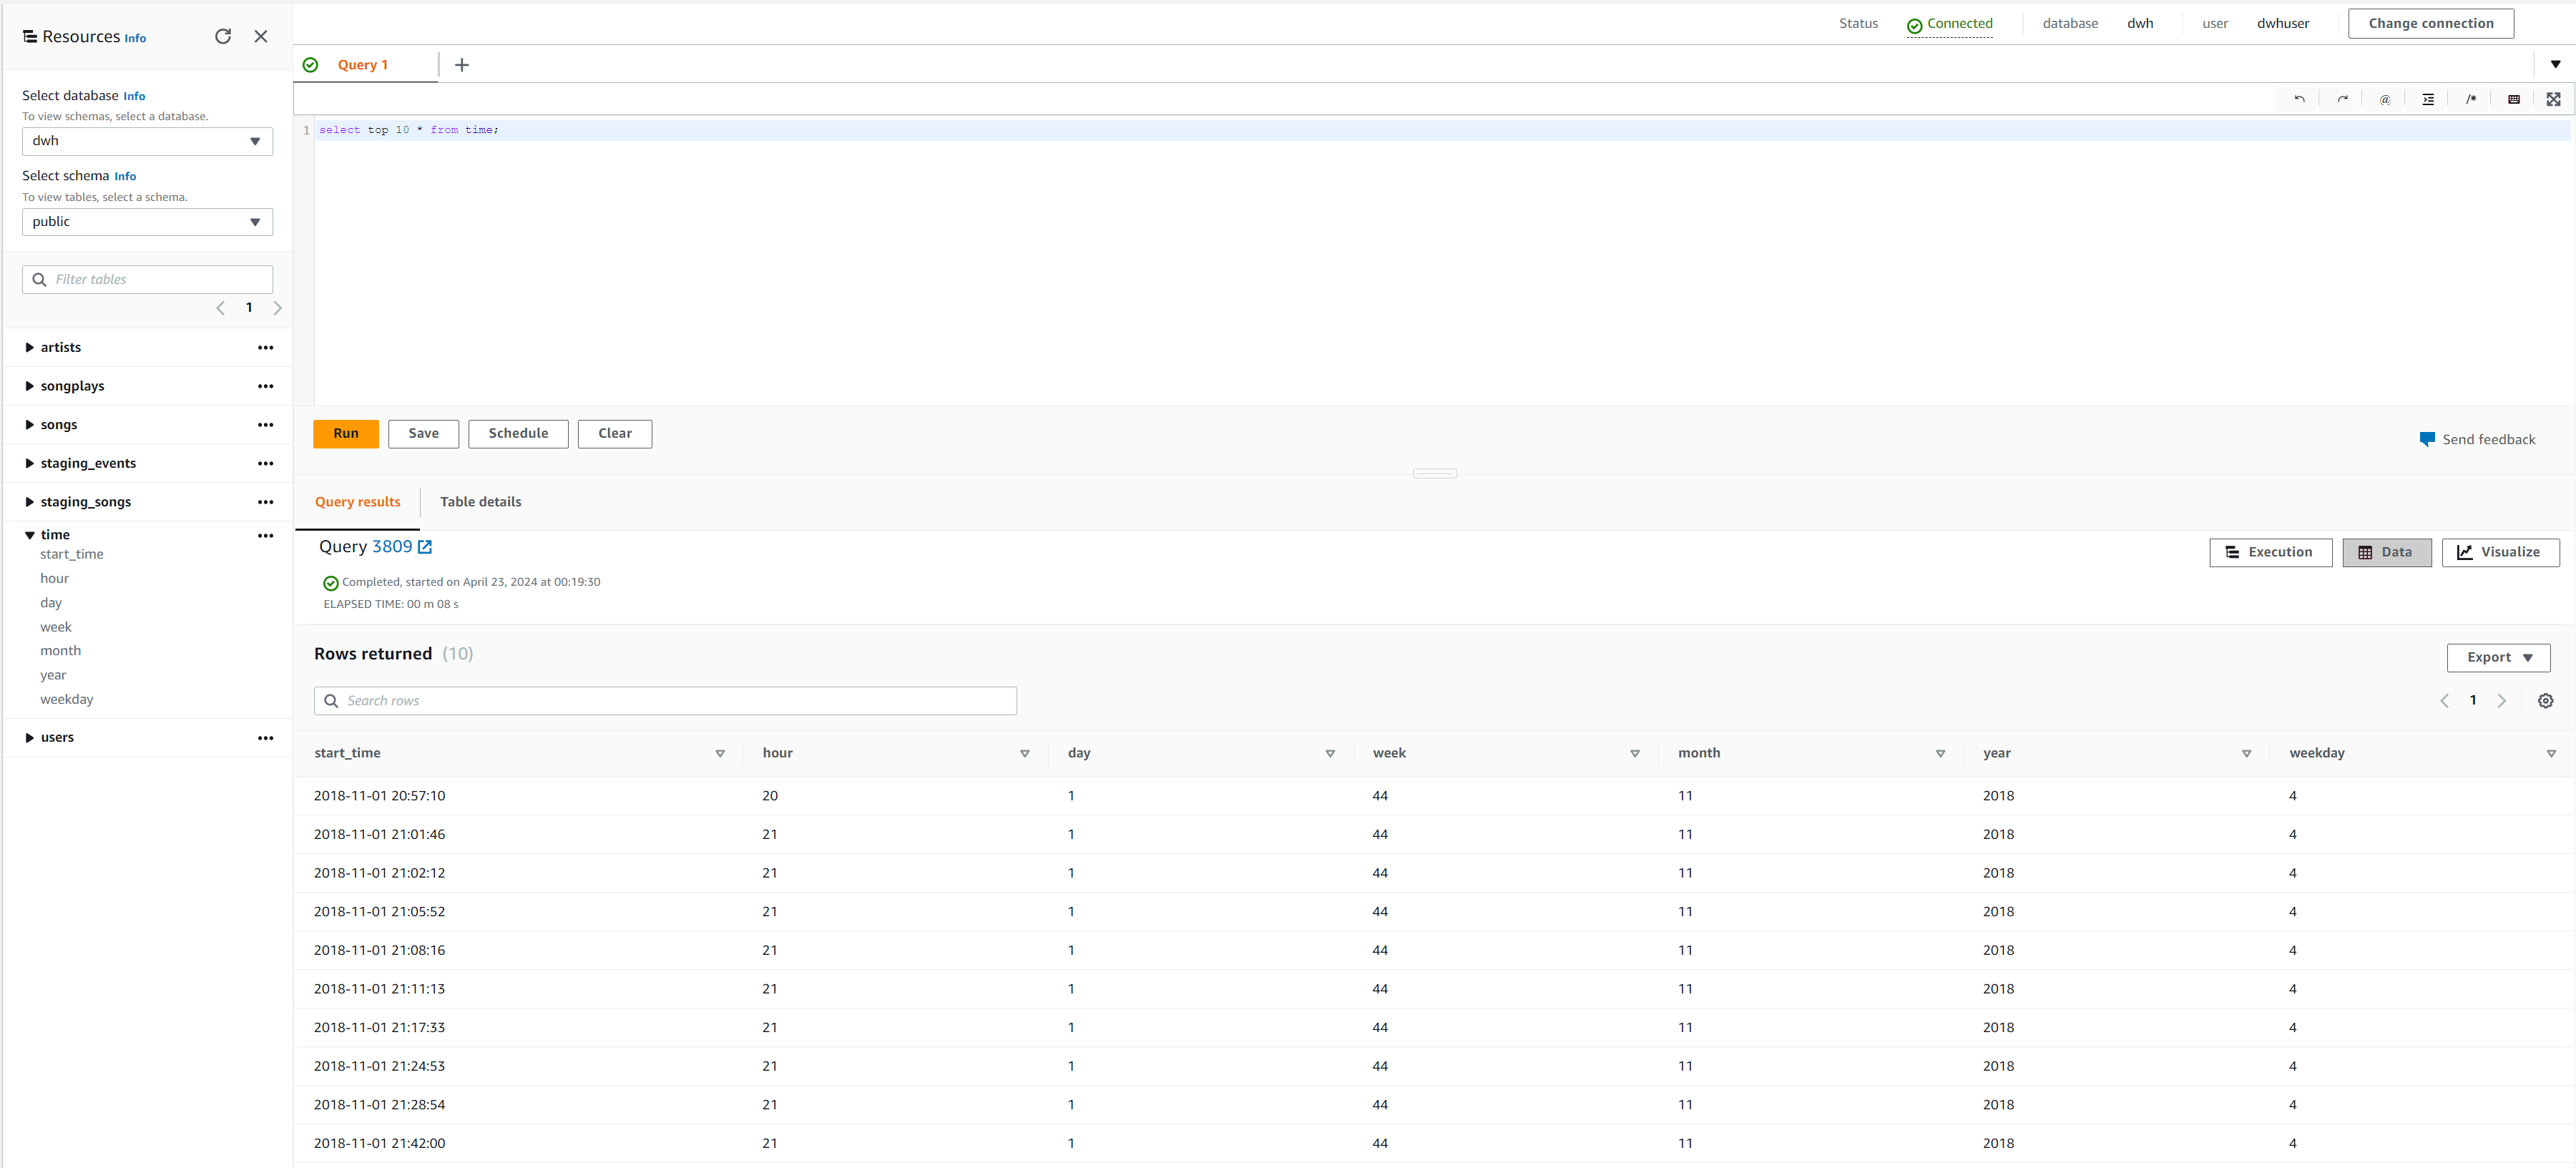 Resources Info
Status Connected database dwh user dwhuser Change connection
Query 1
Select database Info
To view schemas, select a database.
dwh
Select schema Info
To view tables, select a schema.
public
Filter tables
1
artists
songplays
songs
staging_events
staging_songs
time
start_time
hour
day
week
month
year
weekday
users
@ /*
1 select top 10 * from time;
Run Save Schedule Clear
Send feedback
Query results Table details
Query 3809
Execution Data Visualize
Completed, started on April 23, 2024 at 00:19:30
ELAPSED TIME: 00 m 08 s
Rows returned (10)
Export
Search rows
1
start_time hour day week month year weekday
2018-11-01 20:57:10 20 1 44 11 2018 4
2018-11-01 21:01:46 21 1 44 11 2018 4
2018-11-01 21:02:12 21 1 44 11 2018 4
2018-11-01 21:05:52 21 1 44 11 2018 4
2018-11-01 21:08:16 21 1 44 11 2018 4
2018-11-01 21:11:13 21 1 44 11 2018 4
2018-11-01 21:17:33 21 1 44 11 2018 4
2018-11-01 21:24:53 21 1 44 11 2018 4
2018-11-01 21:28:54 21 1 44 11 2018 4
2018-11-01 21:42:00 21 1 44 11 2018 4